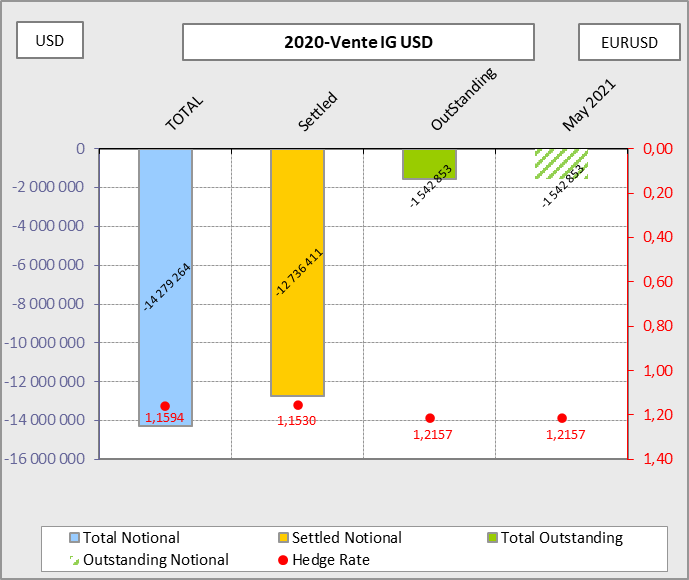 USD
2020-Vente IG USD
EURUSD
TOTAL
Settled
OutStanding
May 2021
0
-2 000 000
-4 000 000
-6 000 000
-8 000 000
-10 000 000
-12 000 000
-14 000 000
-16 000 000
-14 279 264
-12 736 411
-1 542 853
-1 542 853
1,1594
1,1530
1,2157
1,2157
0,00
0,20
0,40
0,60
0,80
1,00
1,20
1,40
Total Notional
Settled Notional
Total Outstanding
Outstanding Notional
Hedge Rate